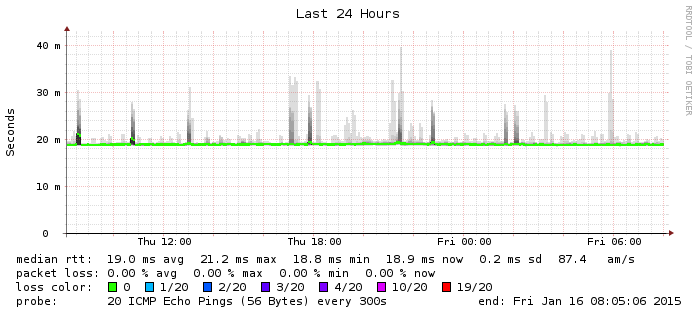 Last 24 Hours
RRDTOOL / TOBI OETIKER
Seconds
40 m
30 m
20 m
10 m
0
Thu 12:00 Thu 18:00 Fri 00:00 Fri 06:00
median rtt: 19.0 ms avg 21.2 ms max 18.8 ms min 18.9 ms now 0.2 ms sd 87.4 am/s
packet loss: 0.00 % avg 0.00 % max 0.00 % min 0.00 % now
loss color: 0 1/20 2/20 3/20 4/20 10/20 19/20
probe: 20 ICMP Echo Pings (56 Bytes) every 300s end: Fri Jan 16 08:05:06 2015